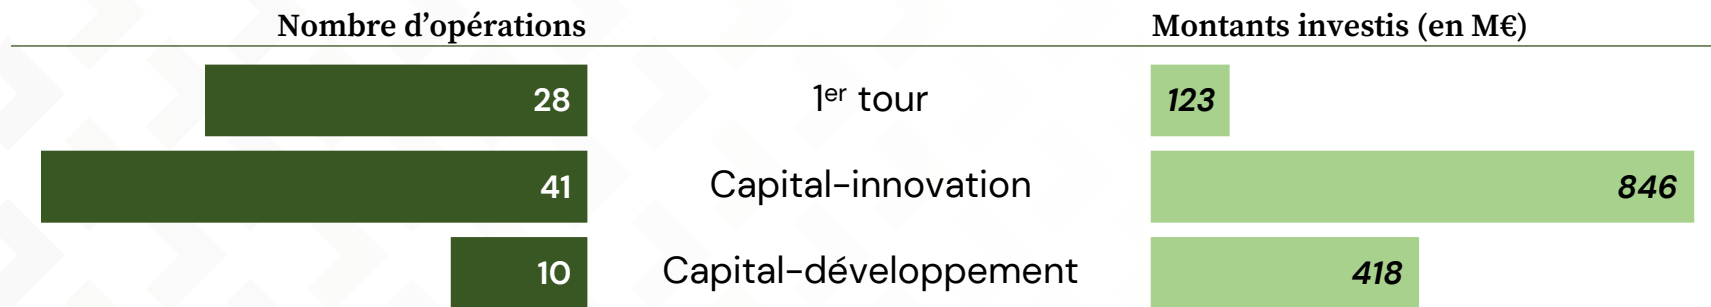 Nombre d’opérations Montants investis (en M€)
28 1er tour 123
41 Capital-innovation 846
10 Capital-développement 418